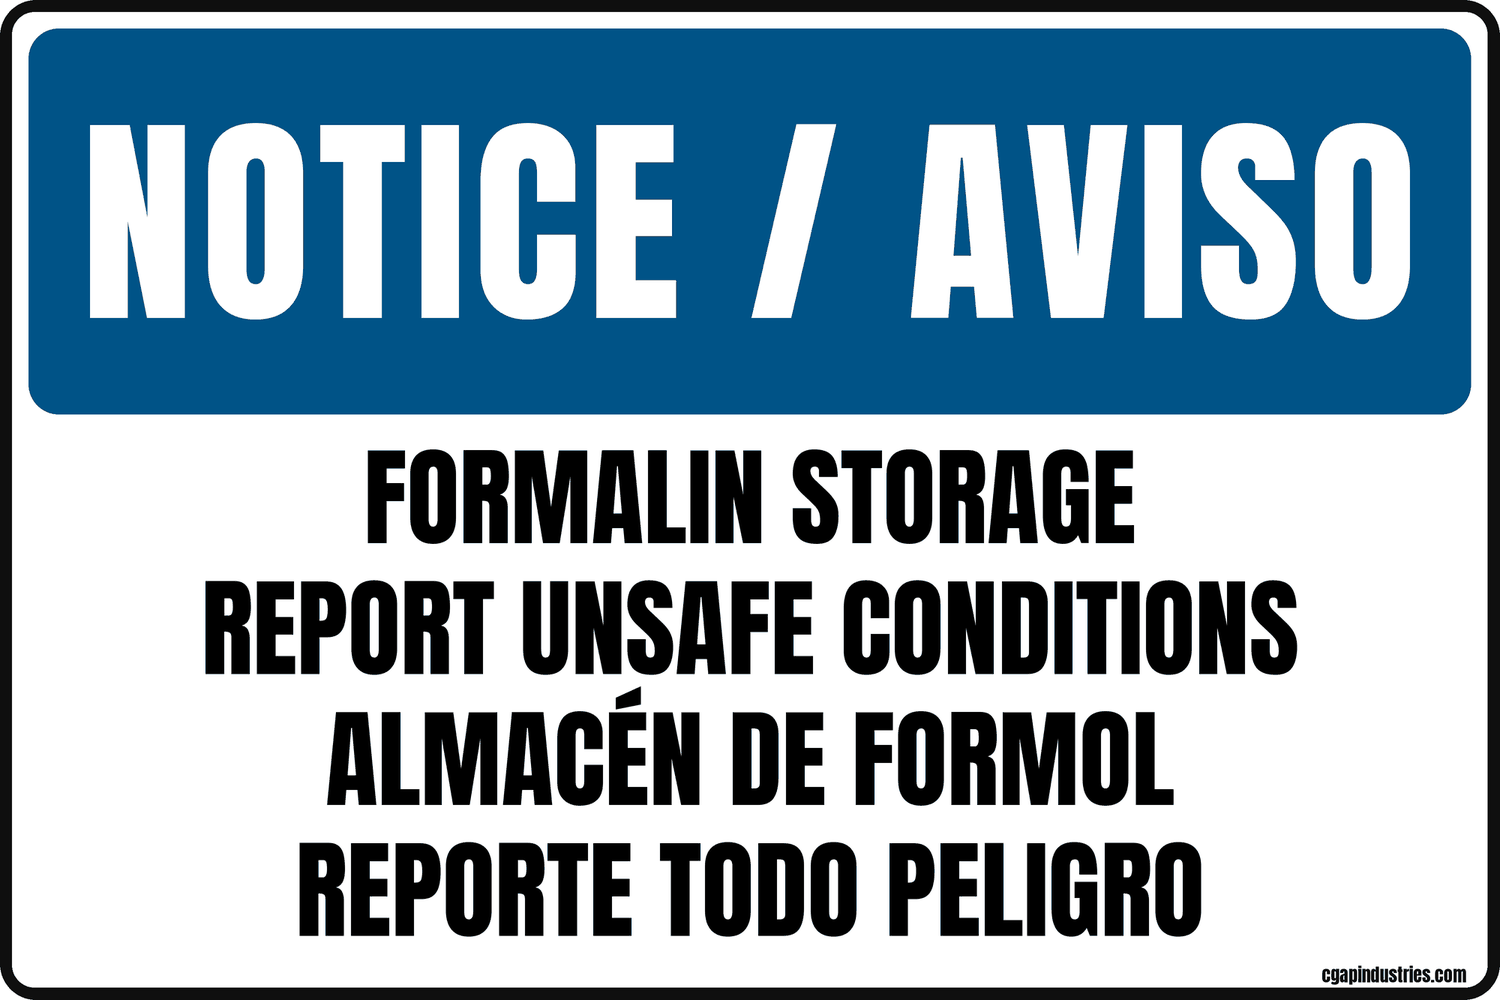 NOTICE / AVISO
FORMALIN STORAGE
REPORT UNSAFE CONDITIONS
ALMACÉN DE FORMOL
REPORTE TODO PELIGRO
cgapindustries.com